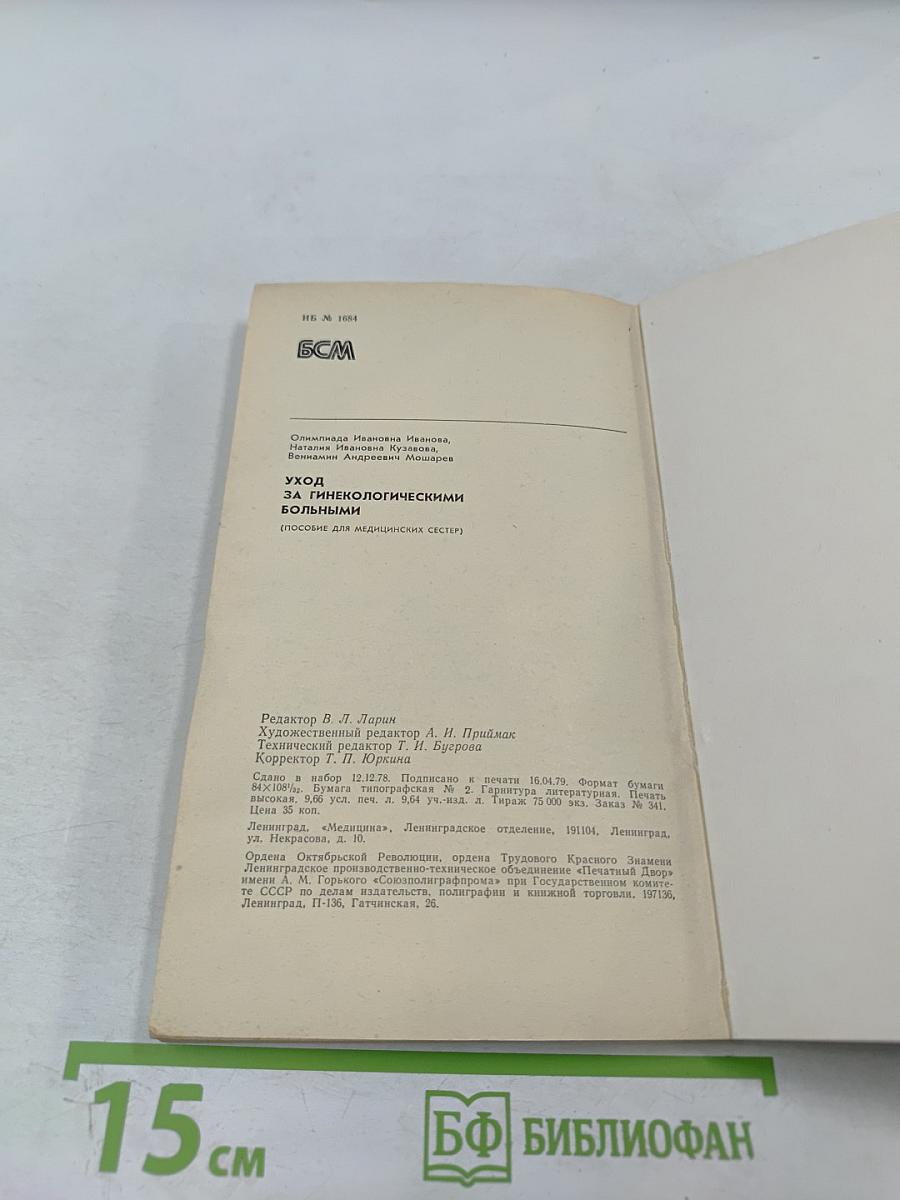 ИБ № 1684
БСМ
Олимпиада Ивановна Иванова,
Наталия Ивановна Кузавова,
Вениамин Андреевич Мошарев
УХОД
ЗА ГИНЕКОЛОГИЧЕСКИМИ
БОЛЬНЫМИ
(ПОСОБИЕ ДЛЯ МЕДИЦИНСКИХ СЕСТЕР)
Редактор В. Л. Ларин
Художественный редактор А. И. Приймак
Технический редактор Т. И. Бугрова
Корректор Т. П. Юркина
Сдано в набор 12.12.78. Подписано к печати 16.04.79. Формат бумаги
84×108¹/₃₂. Бумага типографская № 2. Гарнитура литературная. Печать
высокая. 9,66 усл. печ. л. 9,64 уч.-изд. л. Тираж 75 000 экз. Заказ № 341.
Цена 35 коп.
Ленинград, «Медицина», Ленинградское отделение, 191104, Ленинград,
ул. Некрасова, д. 10.
Ордена Октябрьской Революции, ордена Трудового Красного Знамени
Ленинградское производственно-техническое объединение «Печатный Двор»
имени А. М. Горького «Союзполиграфпрома» при Государственном комите-
те СССР по делам издательств, полиграфии и книжной торговли. 197136,
Ленинград, П-136, Гатчинская, 26.
15 см
БФ БИБЛИОФАН